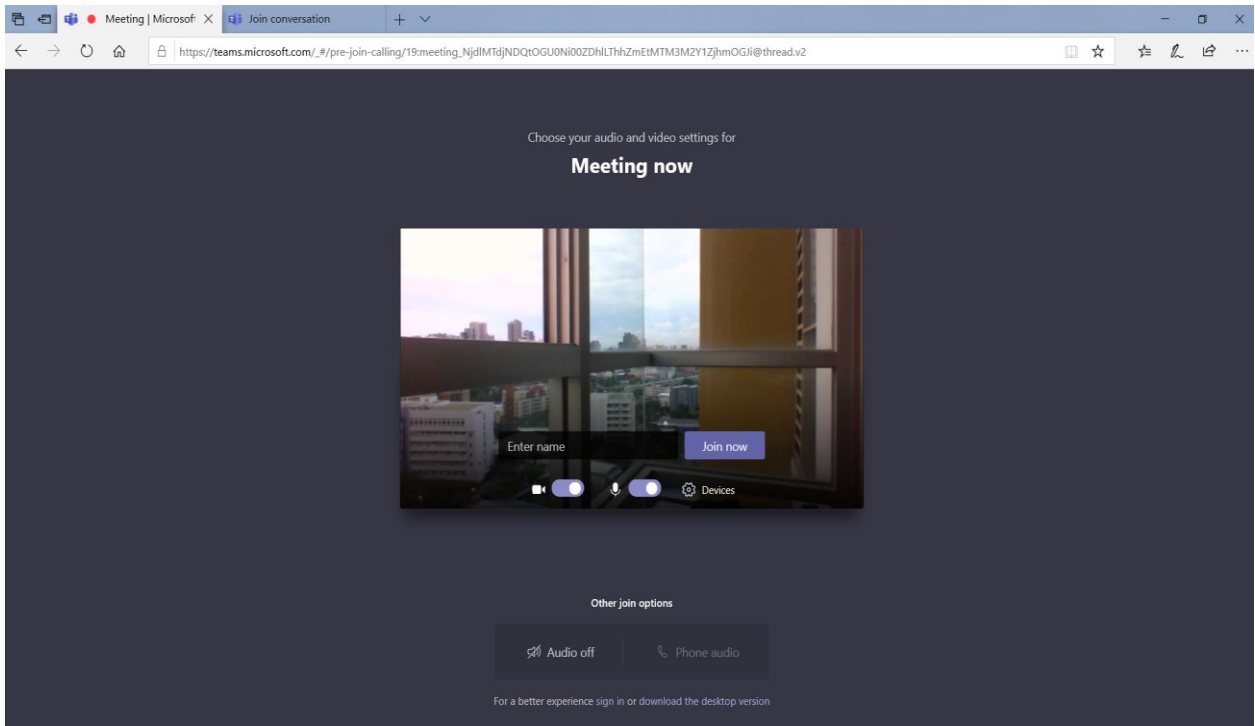 Meeting | Microsof
Join conversation
https://teams.microsoft.com/_#/pre-join-calling/19:meeting_NjdlMTdjNDQtOGU0Ni00ZDhlLThhZmEtMTM3M2Y1ZjhmOGJi@thread.v2
Choose your audio and video settings for
Meeting now
Enter name
Join now
Devices
Other join options
Audio off
Phone audio
For a better experience sign in or download the desktop version